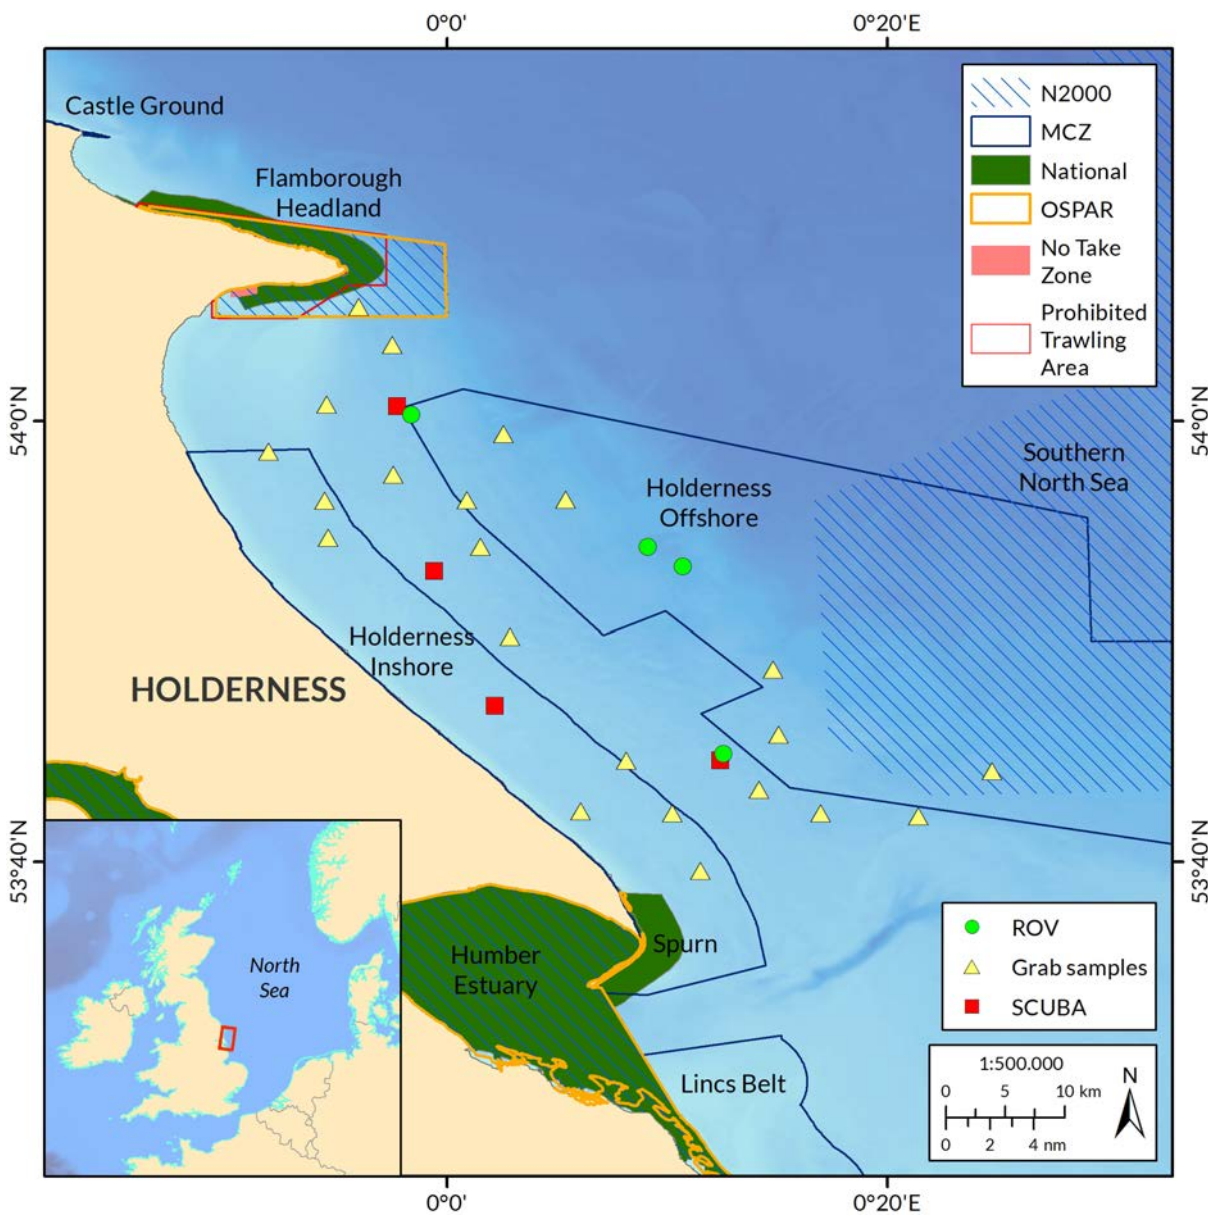 0°0'
0°20'E
Castle Ground
Flamborough
Headland
N2000
MCZ
National
OSPAR
No Take
Zone
Prohibited
Trawling
Area
54°0'N
54°0'N
Southern
North Sea
Holderness
Offshore
Holderness
Inshore
HOLDERNESS
53°40'N
53°40'N
Spurn
Humber
Estuary
North
Sea
ROV
Grab samples
SCUBA
Lincs Belt
1:500.000
0 5 10 km
0 2 4 nm
N
0°0'
0°20'E